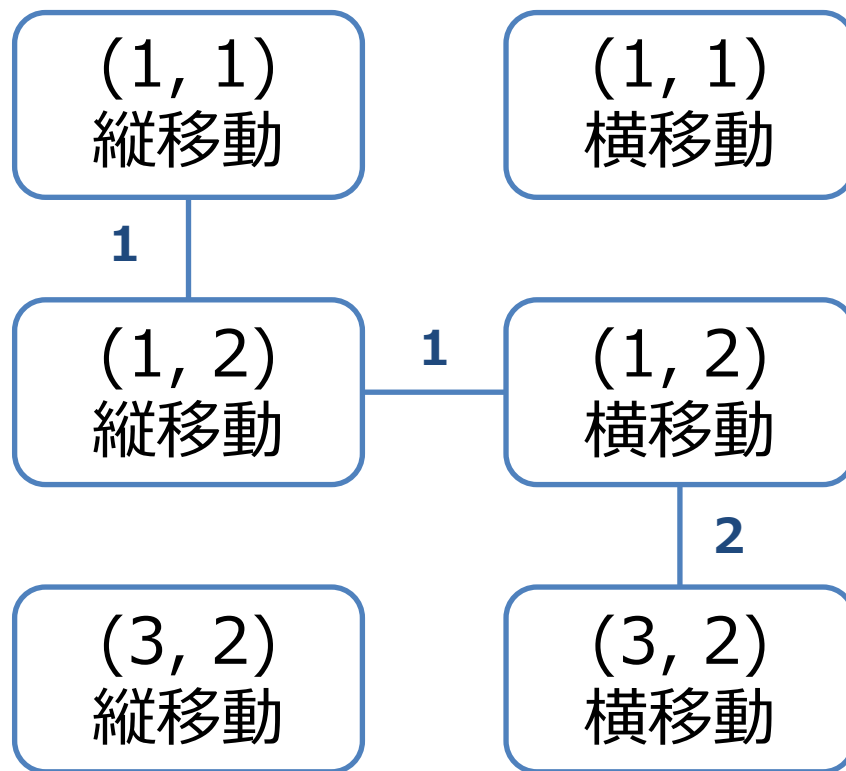 (1, 1)
縦移動
(1, 1)
横移動
1
(1, 2)
縦移動
1
(1, 2)
横移動
2
(3, 2)
縦移動
(3, 2)
横移動